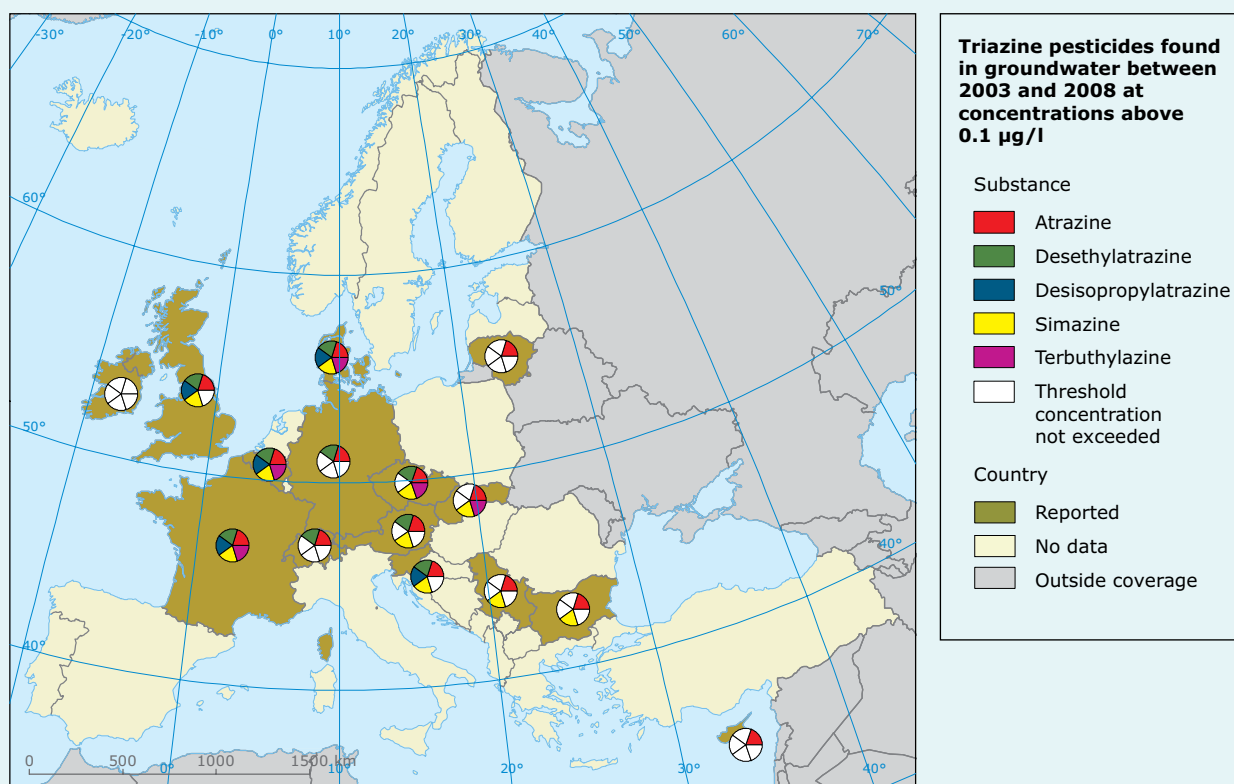 -30°
-20°
-10°
0°
10°
20°
30°
40°
50°
60°
70°
60°
50°
50°
40°
40°
0
500
1000
1500 km
0°
10°
20°
30°
40°
Triazine pesticides found
in groundwater between
2003 and 2008 at
concentrations above
0.1 µg/l
Substance
Atrazine
Desethylatrazine
Desisopropylatrazine
Simazine
Terbuthylazine
Threshold
concentration
not exceeded
Country
Reported
No data
Outside coverage